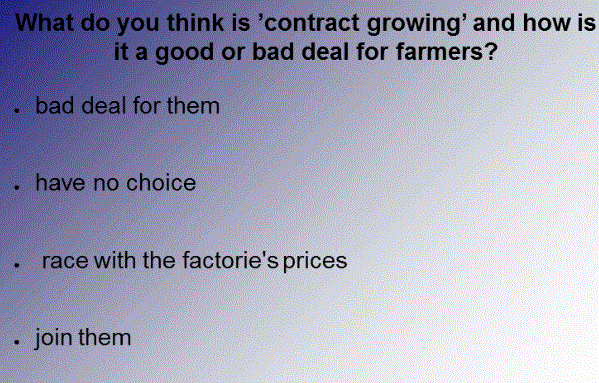 What do you think is ’contract growing’ and how is
it a good or bad deal for farmers?
• bad deal for them
• have no choice
• race with the factorie's prices
• join them